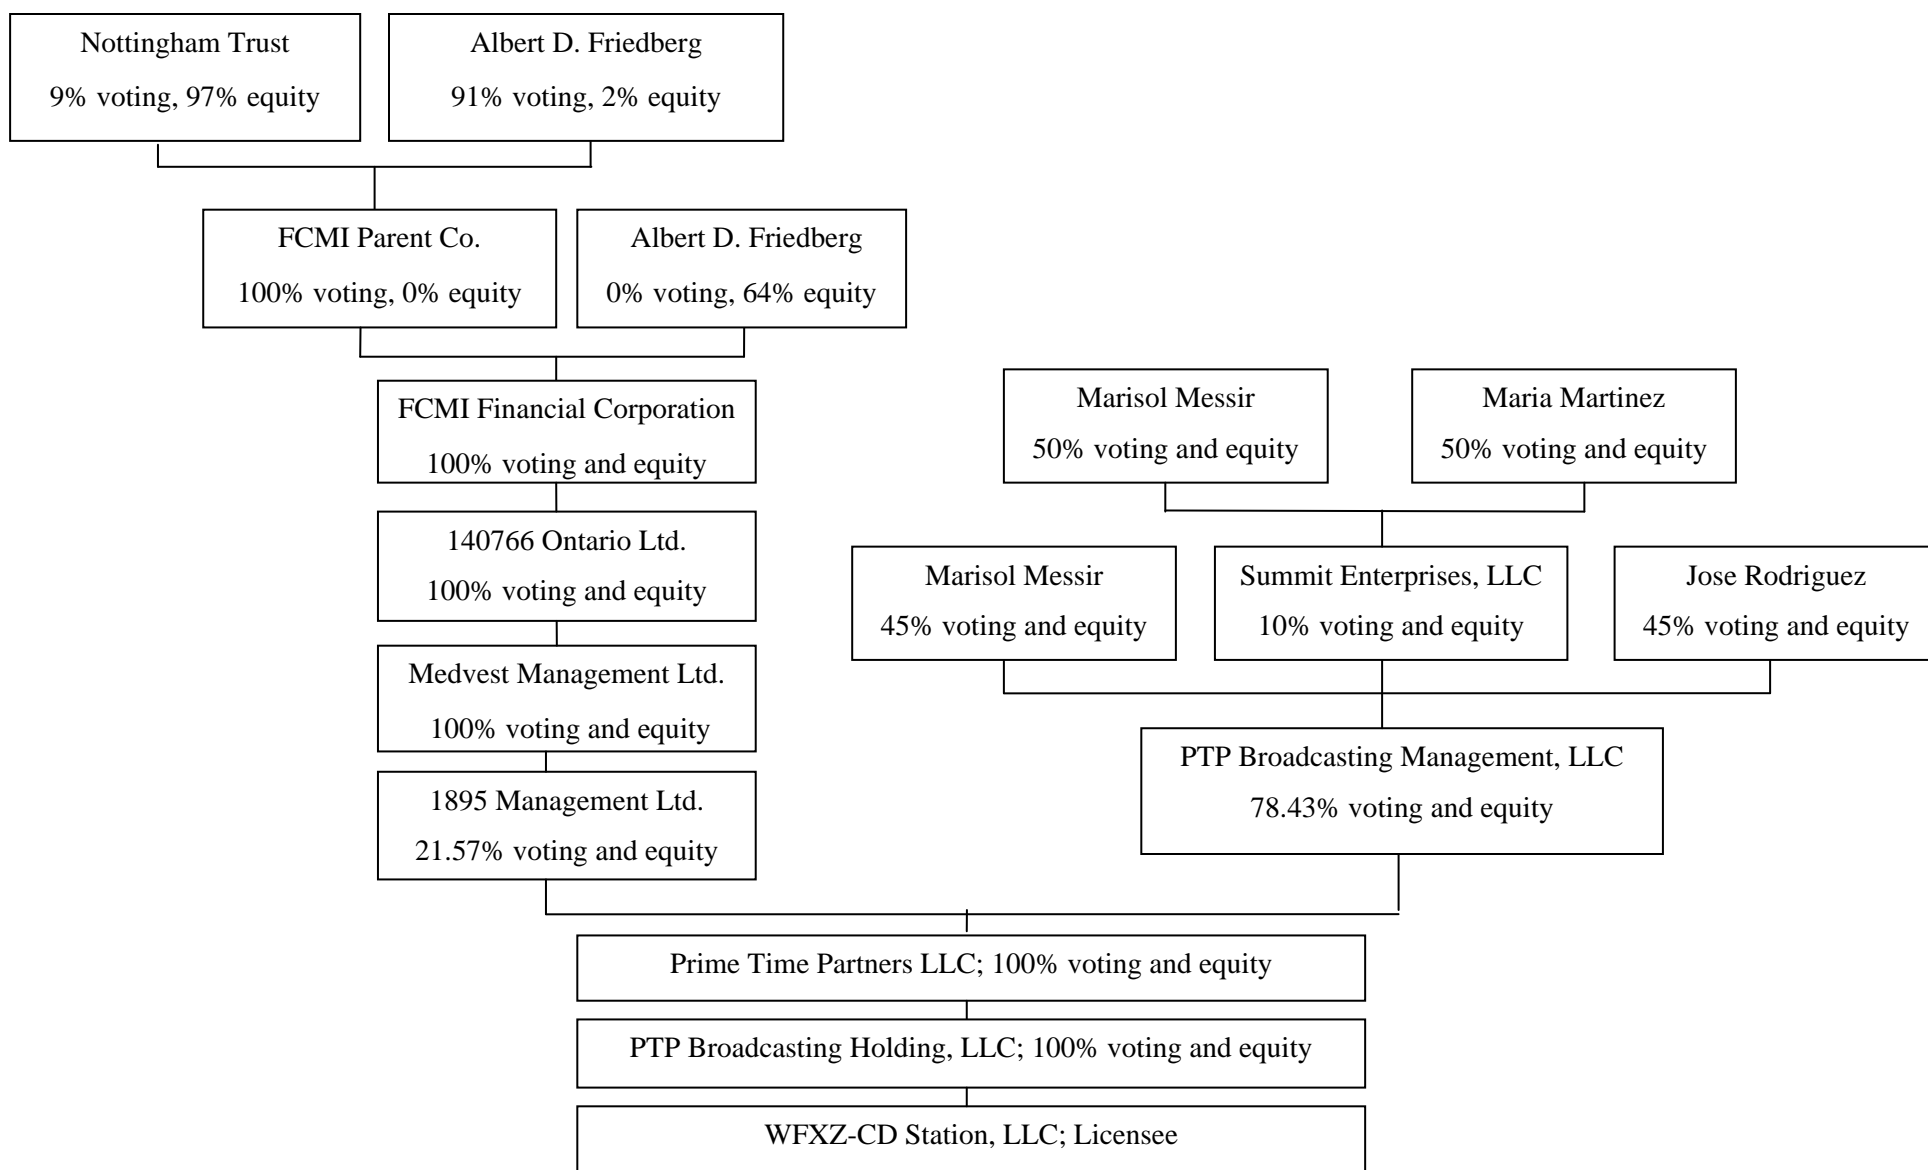 Nottingham Trust
9% voting, 97% equity
Albert D. Friedberg
91% voting, 2% equity
FCMI Parent Co.
100% voting, 0% equity
Albert D. Friedberg
0% voting, 64% equity
FCMI Financial Corporation
100% voting and equity
140766 Ontario Ltd.
100% voting and equity
Medvest Management Ltd.
100% voting and equity
1895 Management Ltd.
21.57% voting and equity
Marisol Messir
50% voting and equity
Maria Martinez
50% voting and equity
Marisol Messir
45% voting and equity
Summit Enterprises, LLC
10% voting and equity
Jose Rodriguez
45% voting and equity
PTP Broadcasting Management, LLC
78.43% voting and equity
Prime Time Partners LLC; 100% voting and equity
PTP Broadcasting Holding, LLC; 100% voting and equity
WFXZ-CD Station, LLC; Licensee